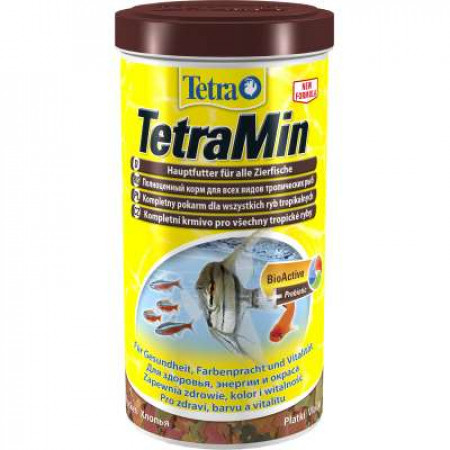 Tetra
NEW
FORMULA
TetraMin
Hauptfutter für alle Zierfische
Полноценный корм для всех видов тропических рыб
Kompletny pokarm dla wszystkich ryb tropikalnych
Kompletní krmivo pro všechny tropické ryby
BioActive
Probiotic
Für Gesundheit, Farbenpracht und Vitalität
Для здоровья, энергии и окраса
Zapewnia zdrowie, kolor i witalność
Pro zdraví, barvu a vitalitu
Хлопья
Płatki